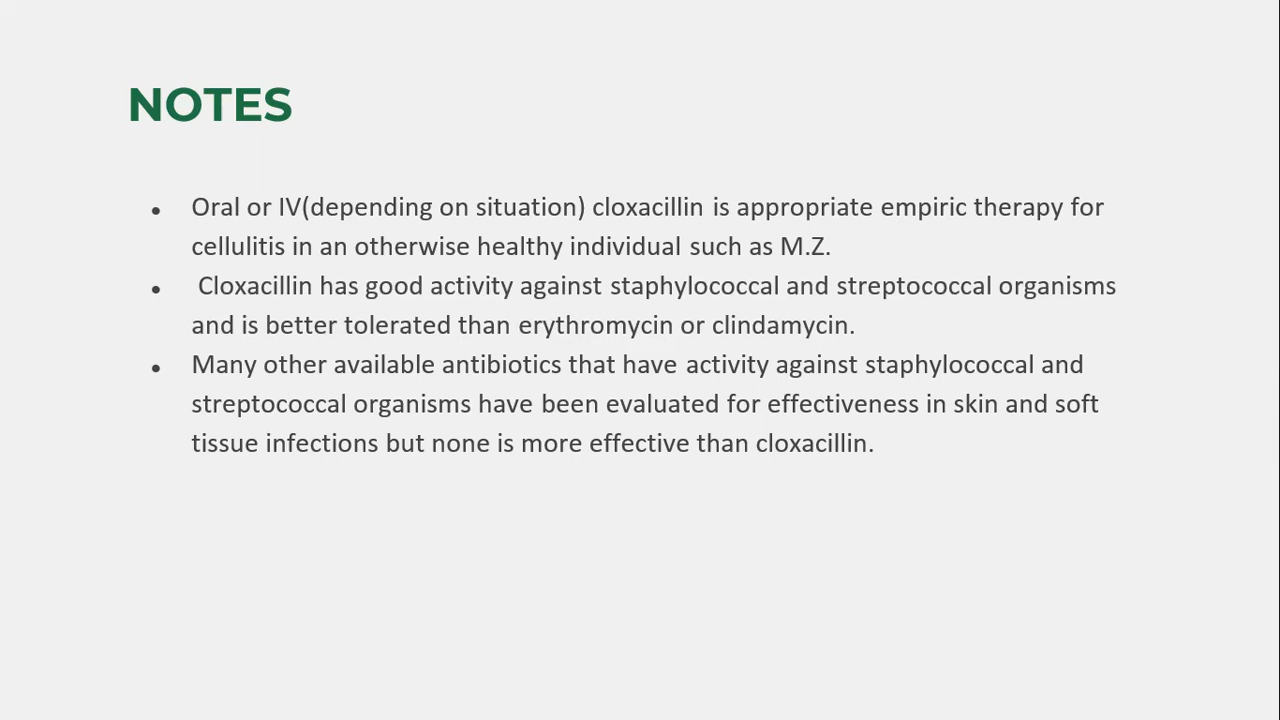 NOTES
• Oral or IV(depending on situation) cloxacillin is appropriate empiric therapy for
cellulitis in an otherwise healthy individual such as M.Z.
• Cloxacillin has good activity against staphylococcal and streptococcal organisms
and is better tolerated than erythromycin or clindamycin.
• Many other available antibiotics that have activity against staphylococcal and
streptococcal organisms have been evaluated for effectiveness in skin and soft
tissue infections but none is more effective than cloxacillin.